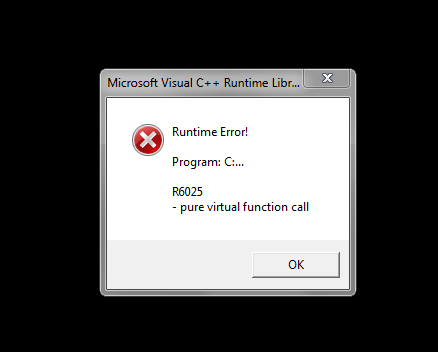 Microsoft Visual C++ Runtime Libr...
Runtime Error!
Program: C:...
R6025
- pure virtual function call
OK